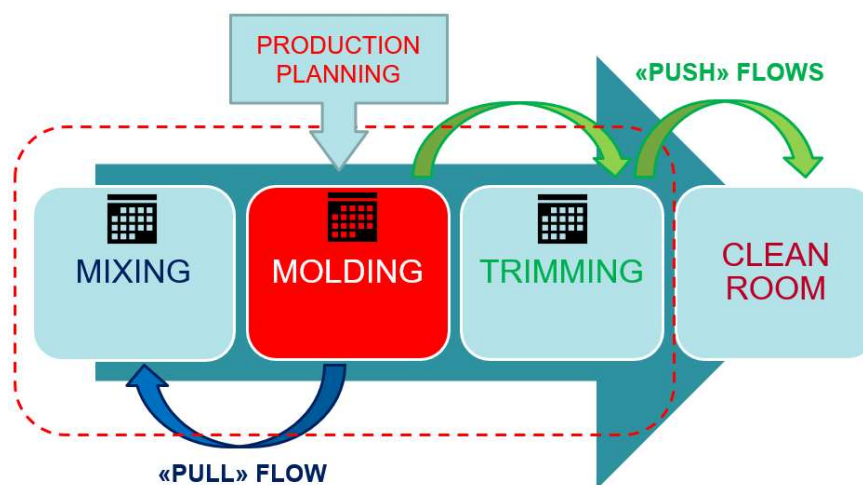 PRODUCTION
PLANNING
«PUSH» FLOWS
MIXING
MOLDING
TRIMMING
CLEAN
ROOM
«PULL» FLOW